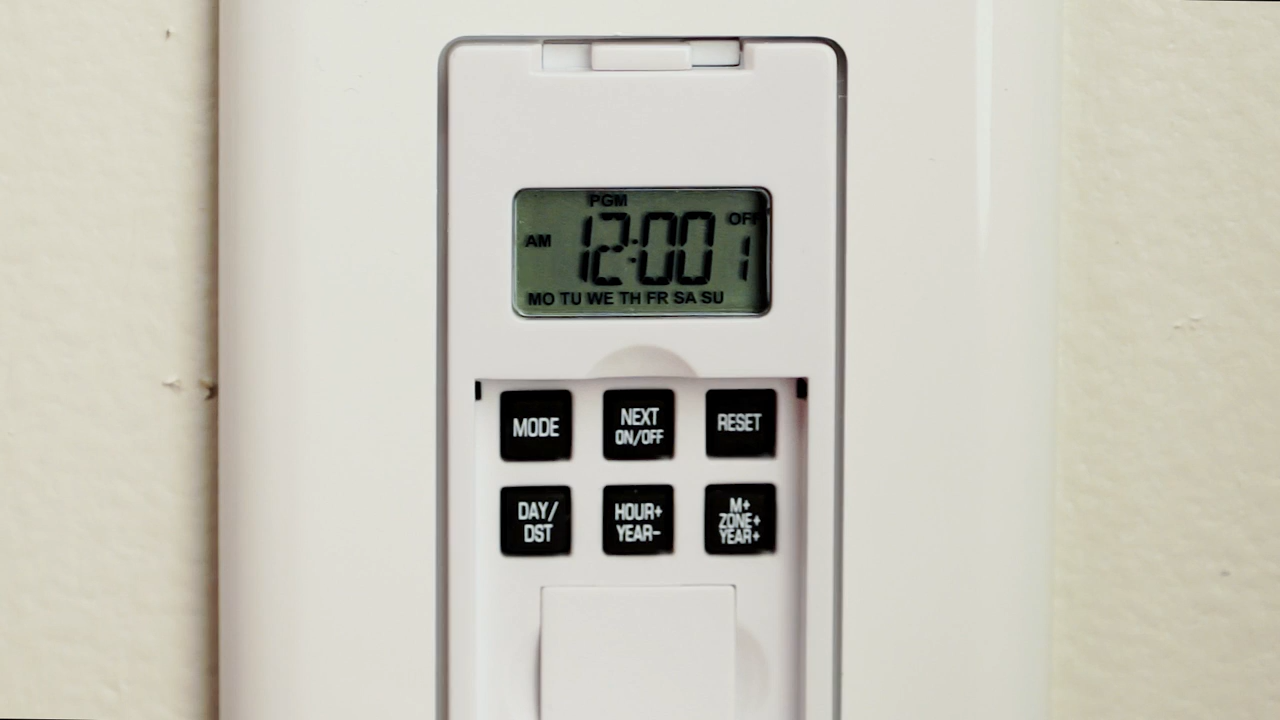 PGM
AM 12:00 OFF 1
MO TU WE TH FR SA SU
MODE
NEXT
ON/OFF
RESET
DAY/
DST
HOUR+
YEAR-
M+
ZONE+
YEAR+